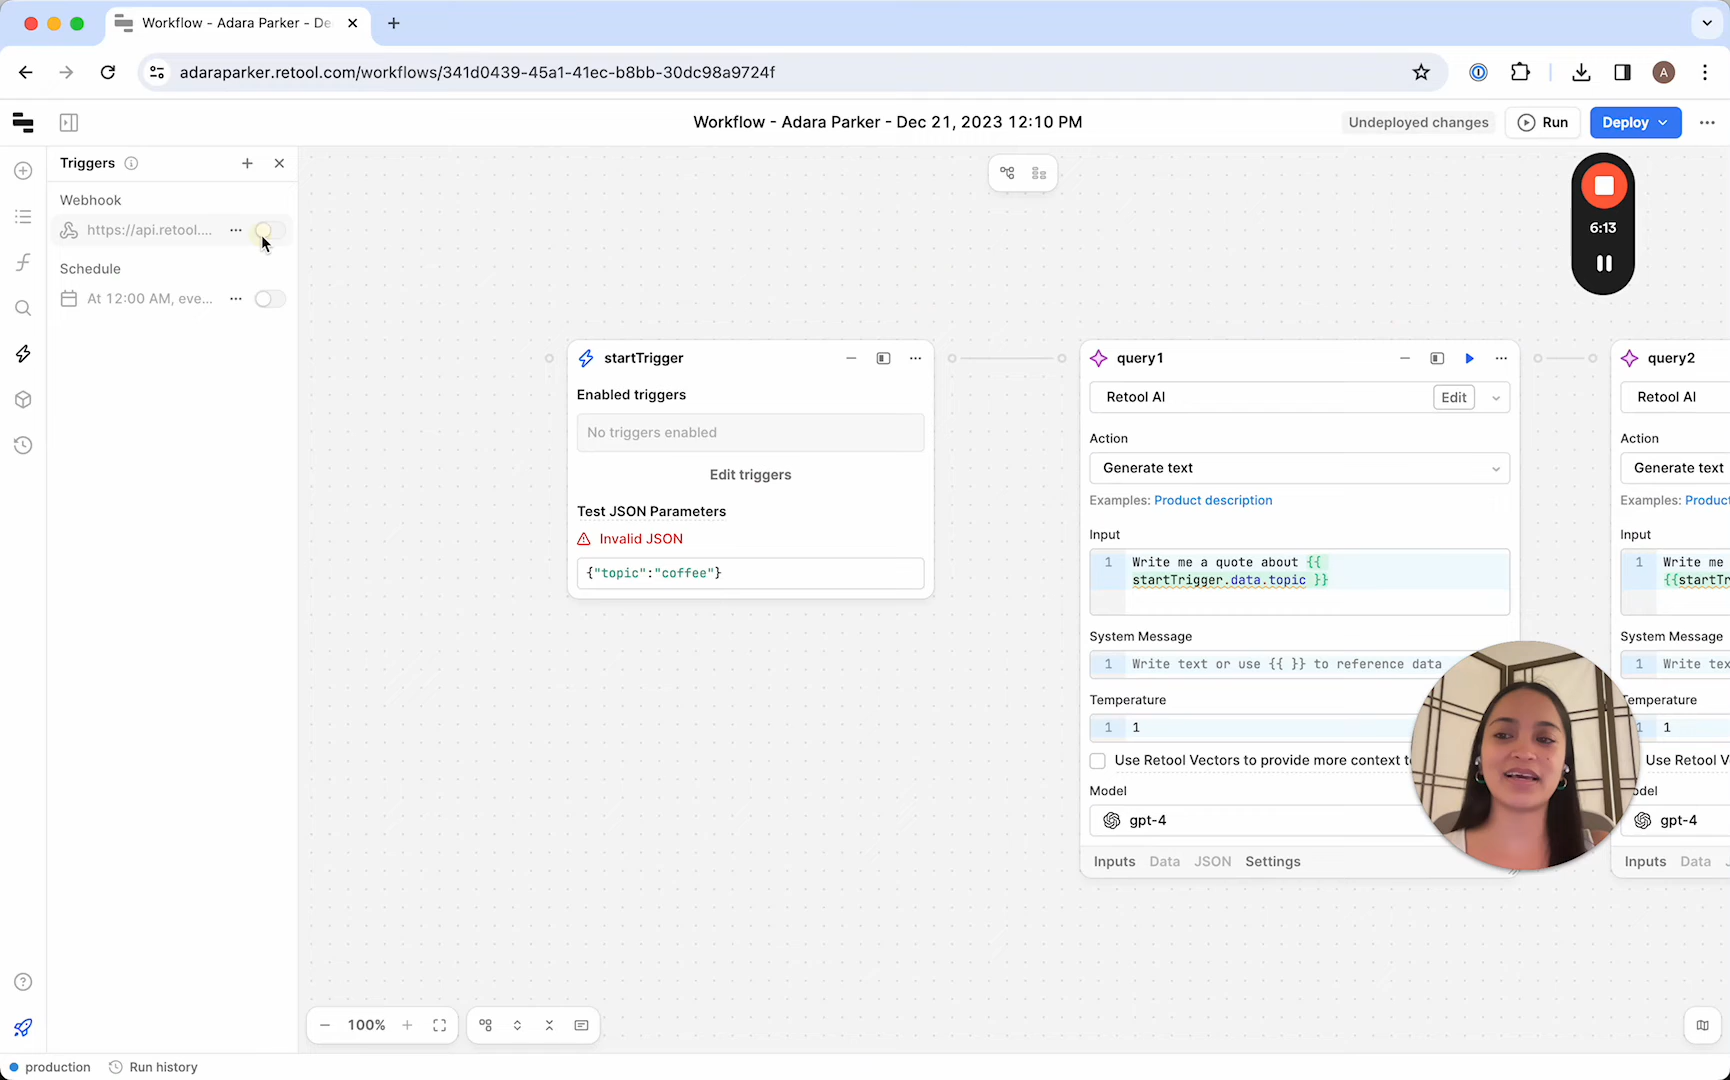 Workflow - Adara Parker - De
adaraparker.retool.com/workflows/341d0439-45a1-41ec-b8bb-30dc98a9724f
A
Workflow - Adara Parker - Dec 21, 2023 12:10 PM
Undeployed changes
Run
Deploy
Triggers
Webhook
https://api.retool....
Schedule
At 12:00 AM, eve...
6:13
startTrigger
Enabled triggers
No triggers enabled
Edit triggers
Test JSON Parameters
Invalid JSON
{"topic":"coffee"}
query1
Retool AI
Edit
Action
Generate text
Examples: Product description
Input
1 Write me a quote about {{
startTrigger.data.topic }}
System Message
1 Write text or use {{ }} to reference data
Temperature
1 1
Use Retool Vectors to provide more context t
Model
gpt-4
Inputs Data JSON Settings
query2
Retool AI
Action
Generate text
Examples: Produc
Input
1 Write me
{{startTr
System Message
1 Write tex
emperature
1 1
Use Retool V
odel
gpt-4
Inputs Data J
100%
production
Run history